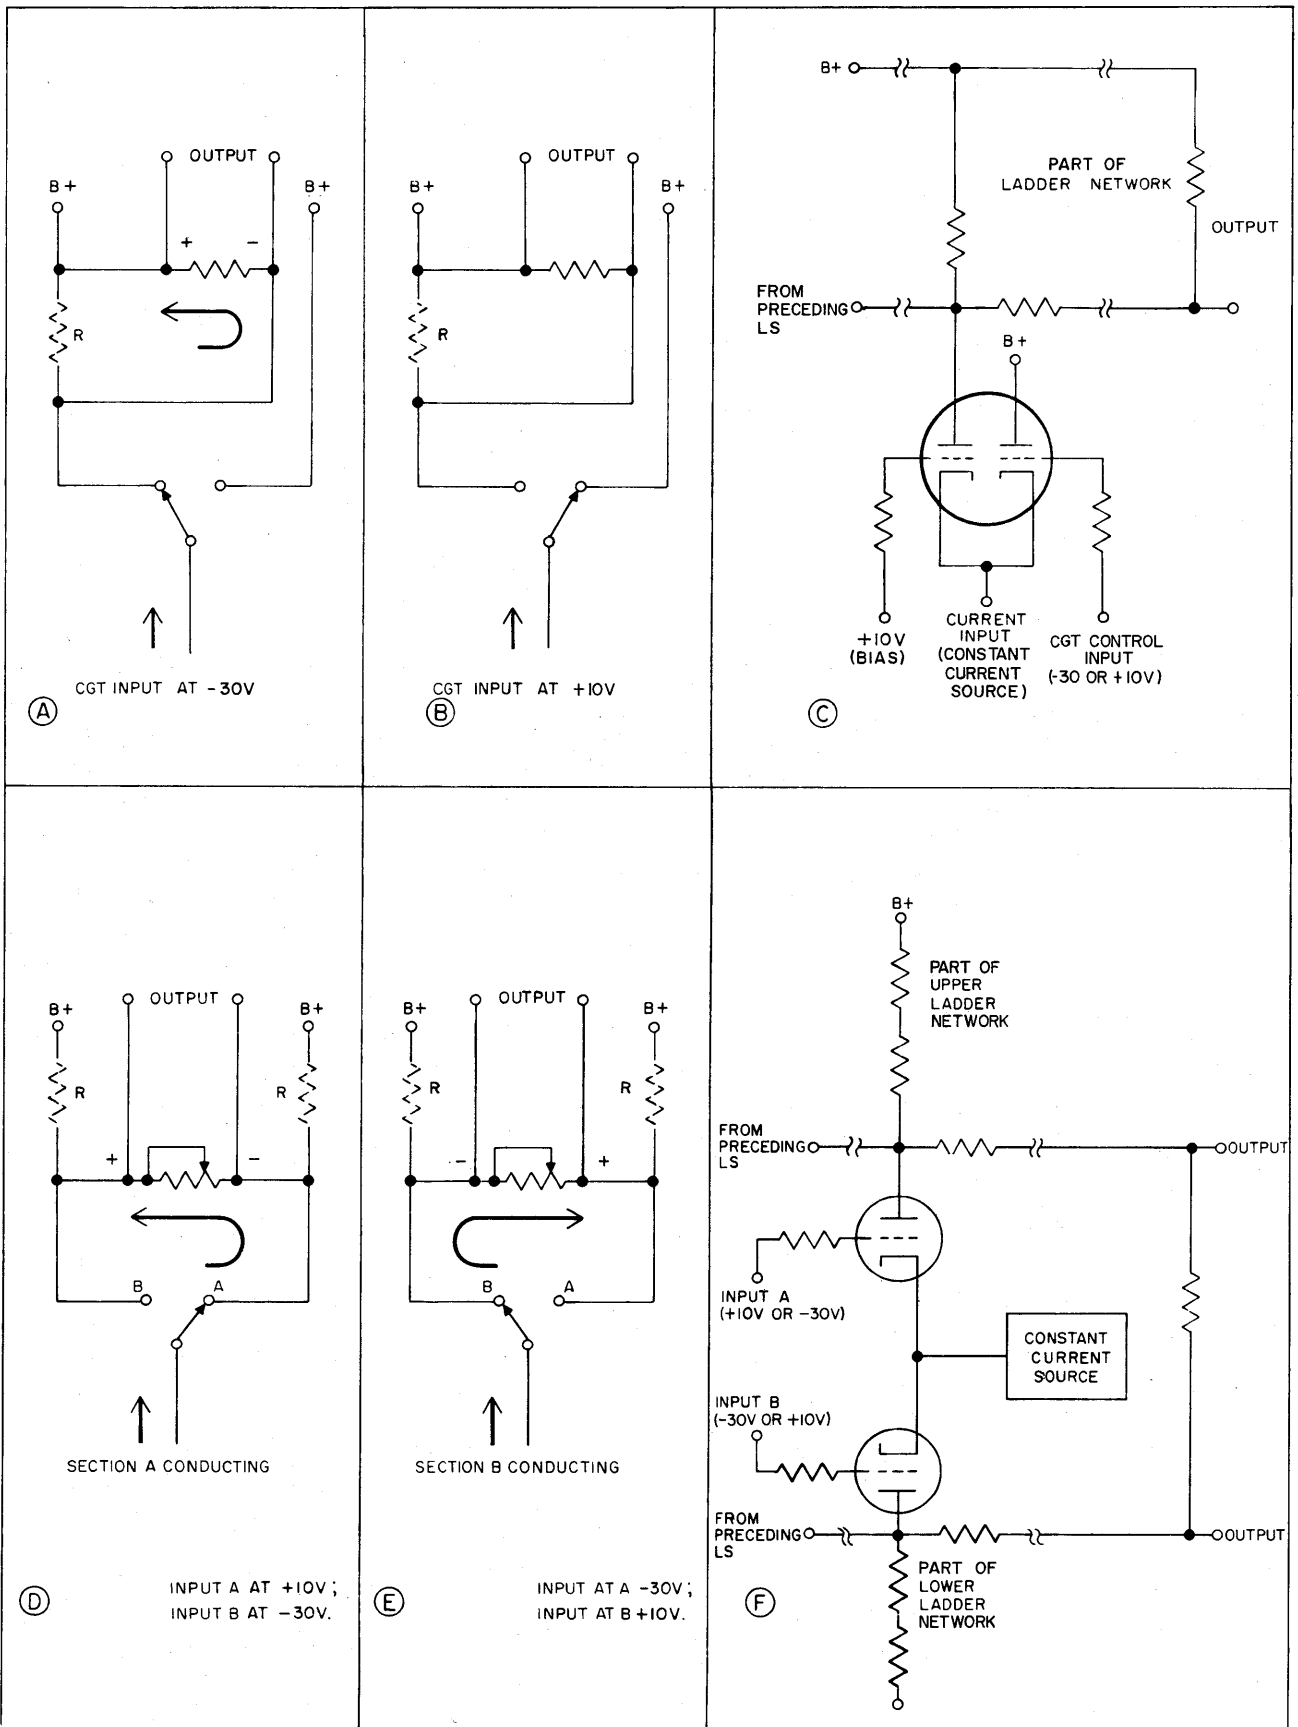 OUTPUT
B+
B+
+ -
R
CGT INPUT AT -30V
A
OUTPUT
B+
B+
R
CGT INPUT AT +10V
B
B+
PART OF
LADDER NETWORK
OUTPUT
FROM
PRECEDING
LS
B+
+10V
(BIAS)
CURRENT
INPUT
(CONSTANT
CURRENT
SOURCE)
CGT CONTROL
INPUT
(-30 OR +10V)
C
B+
OUTPUT
B+
R
R
+ -
B A
SECTION A CONDUCTING
D
INPUT A AT +10V;
INPUT B AT -30V.
B+
OUTPUT
B+
R
R
- +
B A
SECTION B CONDUCTING
E
INPUT AT A -30V;
INPUT AT B +10V.
B+
PART OF
UPPER
LADDER
NETWORK
FROM
PRECEDING
LS
OUTPUT
INPUT A
(+10V OR -30V)
CONSTANT
CURRENT
SOURCE
INPUT B
(-30V OR +10V)
FROM
PRECEDING
LS
OUTPUT
PART OF
LOWER
LADDER
NETWORK
F